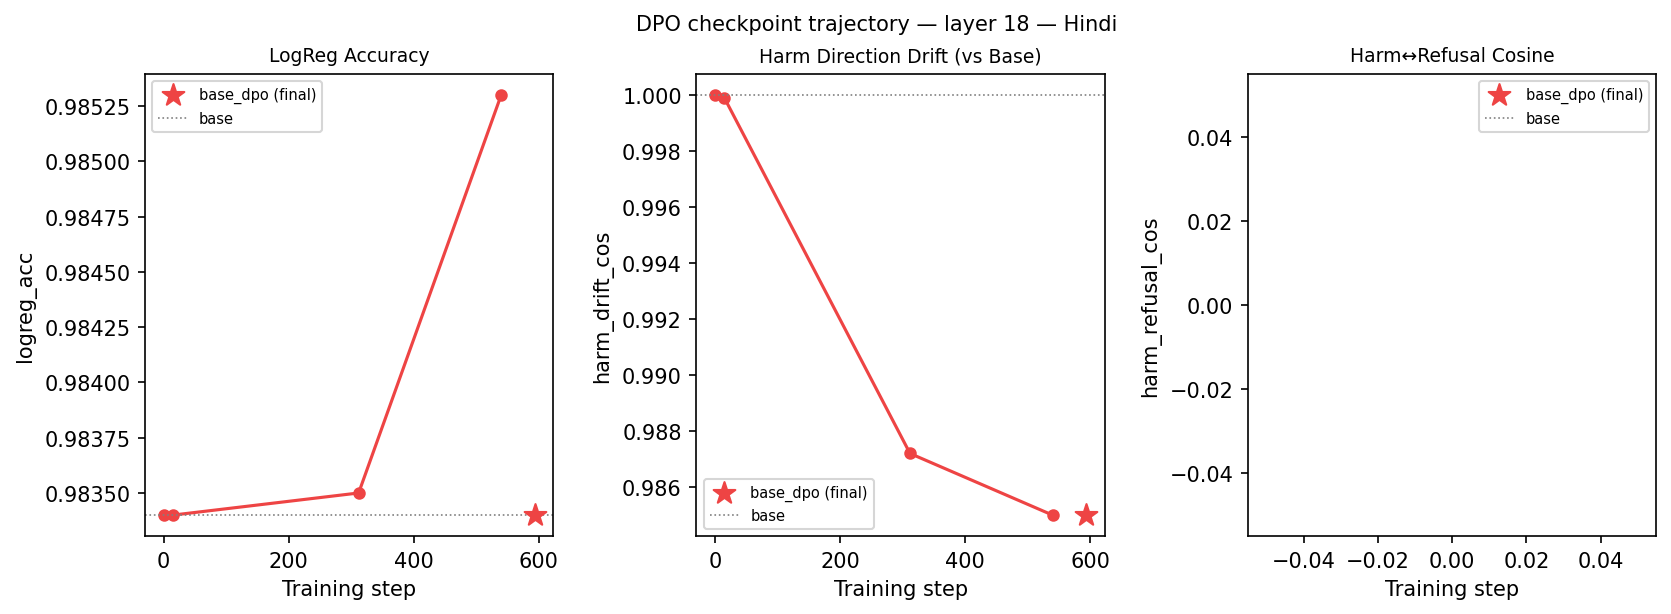 DPO checkpoint trajectory — layer 18 — Hindi
LogReg Accuracy
base_dpo (final)
base
0.98525
0.98500
0.98475
0.98450
0.98425
0.98400
0.98375
0.98350
logreg_acc
0
200
400
600
Training step
Harm Direction Drift (vs Base)
1.000
0.998
0.996
0.994
0.992
0.990
0.988
0.986
harm_drift_cos
base_dpo (final)
base
0
200
400
600
Training step
Harm↔Refusal Cosine
base_dpo (final)
base
0.04
0.02
0.00
−0.02
−0.04
harm_refusal_cos
−0.04
−0.02
0.00
0.02
0.04
Training step